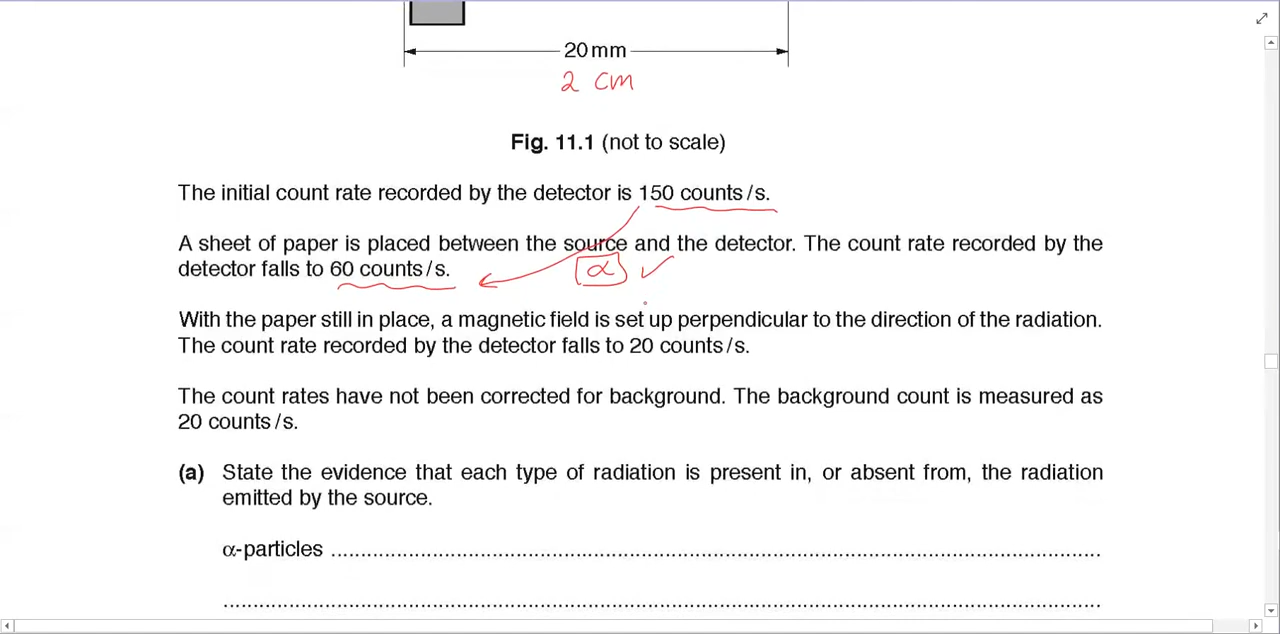 20 mm
2 cm
Fig. 11.1 (not to scale)
The initial count rate recorded by the detector is 150 counts / s.
A sheet of paper is placed between the source and the detector. The count rate recorded by the
detector falls to 60 counts / s.
α
With the paper still in place, a magnetic field is set up perpendicular to the direction of the radiation.
The count rate recorded by the detector falls to 20 counts / s.
The count rates have not been corrected for background. The background count is measured as
20 counts / s.
(a) State the evidence that each type of radiation is present in, or absent from, the radiation
emitted by the source.
α-particles ..........................................................................................
..........................................................................................